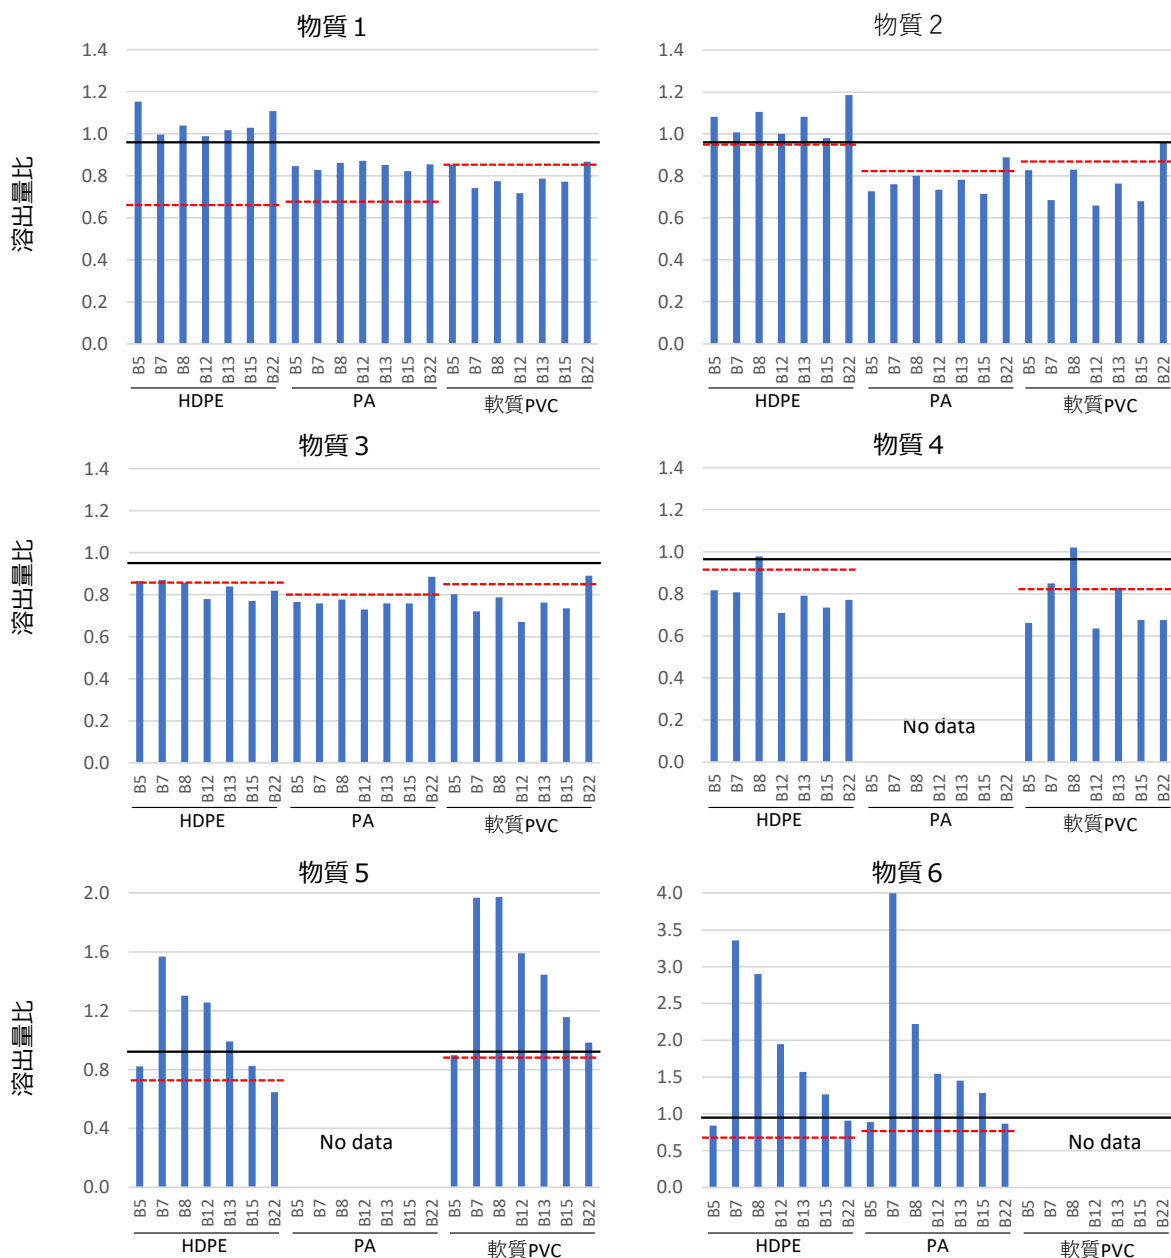 物質１
溶出量比
1.4
1.2
1.0
0.8
0.6
0.4
0.2
0.0
B5 B7 B8 B12 B13 B15 B22 B5 B7 B8 B12 B13 B15 B22 B5 B7 B8 B12 B13 B15 B22
HDPE PA 軟質PVC
物質２
1.4
1.2
1.0
0.8
0.6
0.4
0.2
0.0
B5 B7 B8 B12 B13 B15 B22 B5 B7 B8 B12 B13 B15 B22 B5 B7 B8 B12 B13 B15 B22
HDPE PA 軟質PVC
物質３
溶出量比
1.4
1.2
1.0
0.8
0.6
0.4
0.2
0.0
B5 B7 B8 B12 B13 B15 B22 B5 B7 B8 B12 B13 B15 B22 B5 B7 B8 B12 B13 B15 B22
HDPE PA 軟質PVC
物質４
1.4
1.2
1.0
0.8
0.6
0.4
0.2
0.0
No data
B5 B7 B8 B12 B13 B15 B22 B5 B7 B8 B12 B13 B15 B22 B5 B7 B8 B12 B13 B15 B22
HDPE PA 軟質PVC
物質５
溶出量比
2.0
1.6
1.2
0.8
0.4
0.0
No data
B5 B7 B8 B12 B13 B15 B22 B5 B7 B8 B12 B13 B15 B22 B5 B7 B8 B12 B13 B15 B22
HDPE PA 軟質PVC
物質６
4.0
3.5
3.0
2.5
2.0
1.5
1.0
0.5
0.0
No data
B5 B7 B8 B12 B13 B15 B22 B5 B7 B8 B12 B13 B15 B22 B5 B7 B8 B12 B13 B15 B22
HDPE PA 軟質PVC